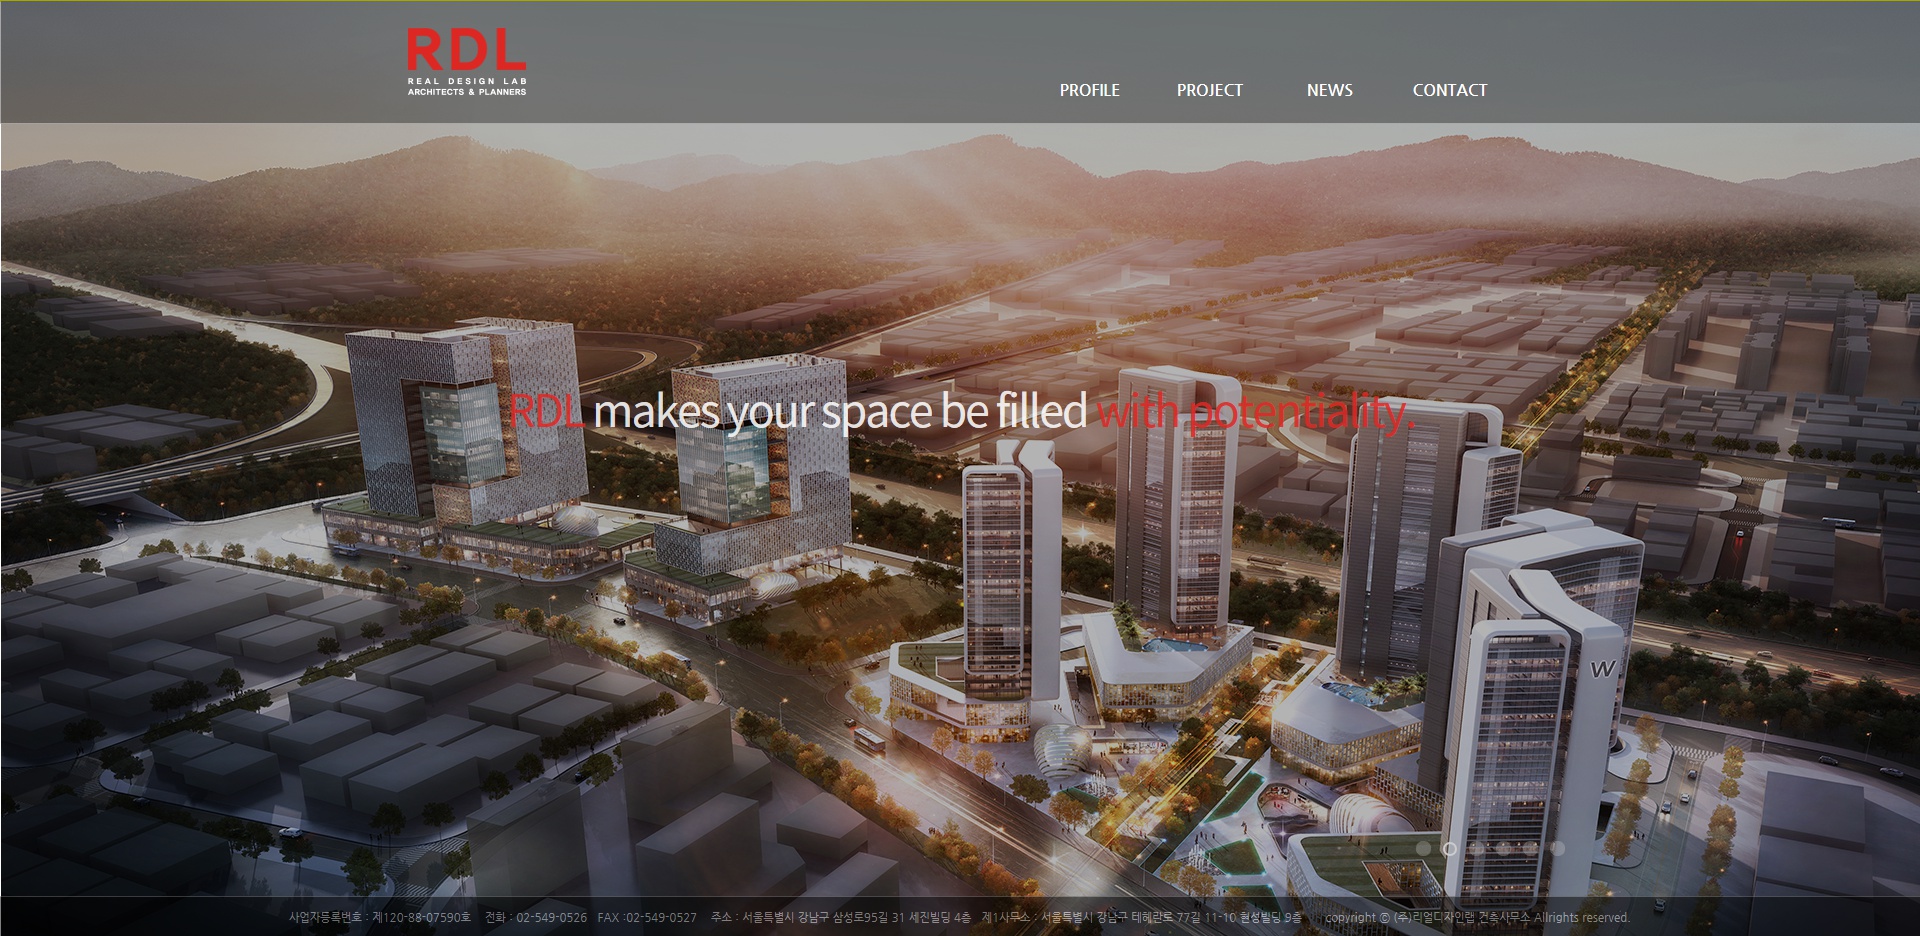 RDL
REAL DESIGN LAB
ARCHITECTS & PLANNERS
PROFILE PROJECT NEWS CONTACT
RDL makes your space be filled with potentiality.
W
사업자등록번호 : 제120-88-07590호 전화 : 02-549-0526 FAX :02-549-0527 주소 : 서울특별시 강남구 삼성로95길 31 세진빌딩 4층 제1사무소 : 서울특별시 강남구 테헤란로 77길 11-10 현성빌딩 9층 copyright ⓒ (주)리얼디자인랩 건축사무소 Allrights reserved.